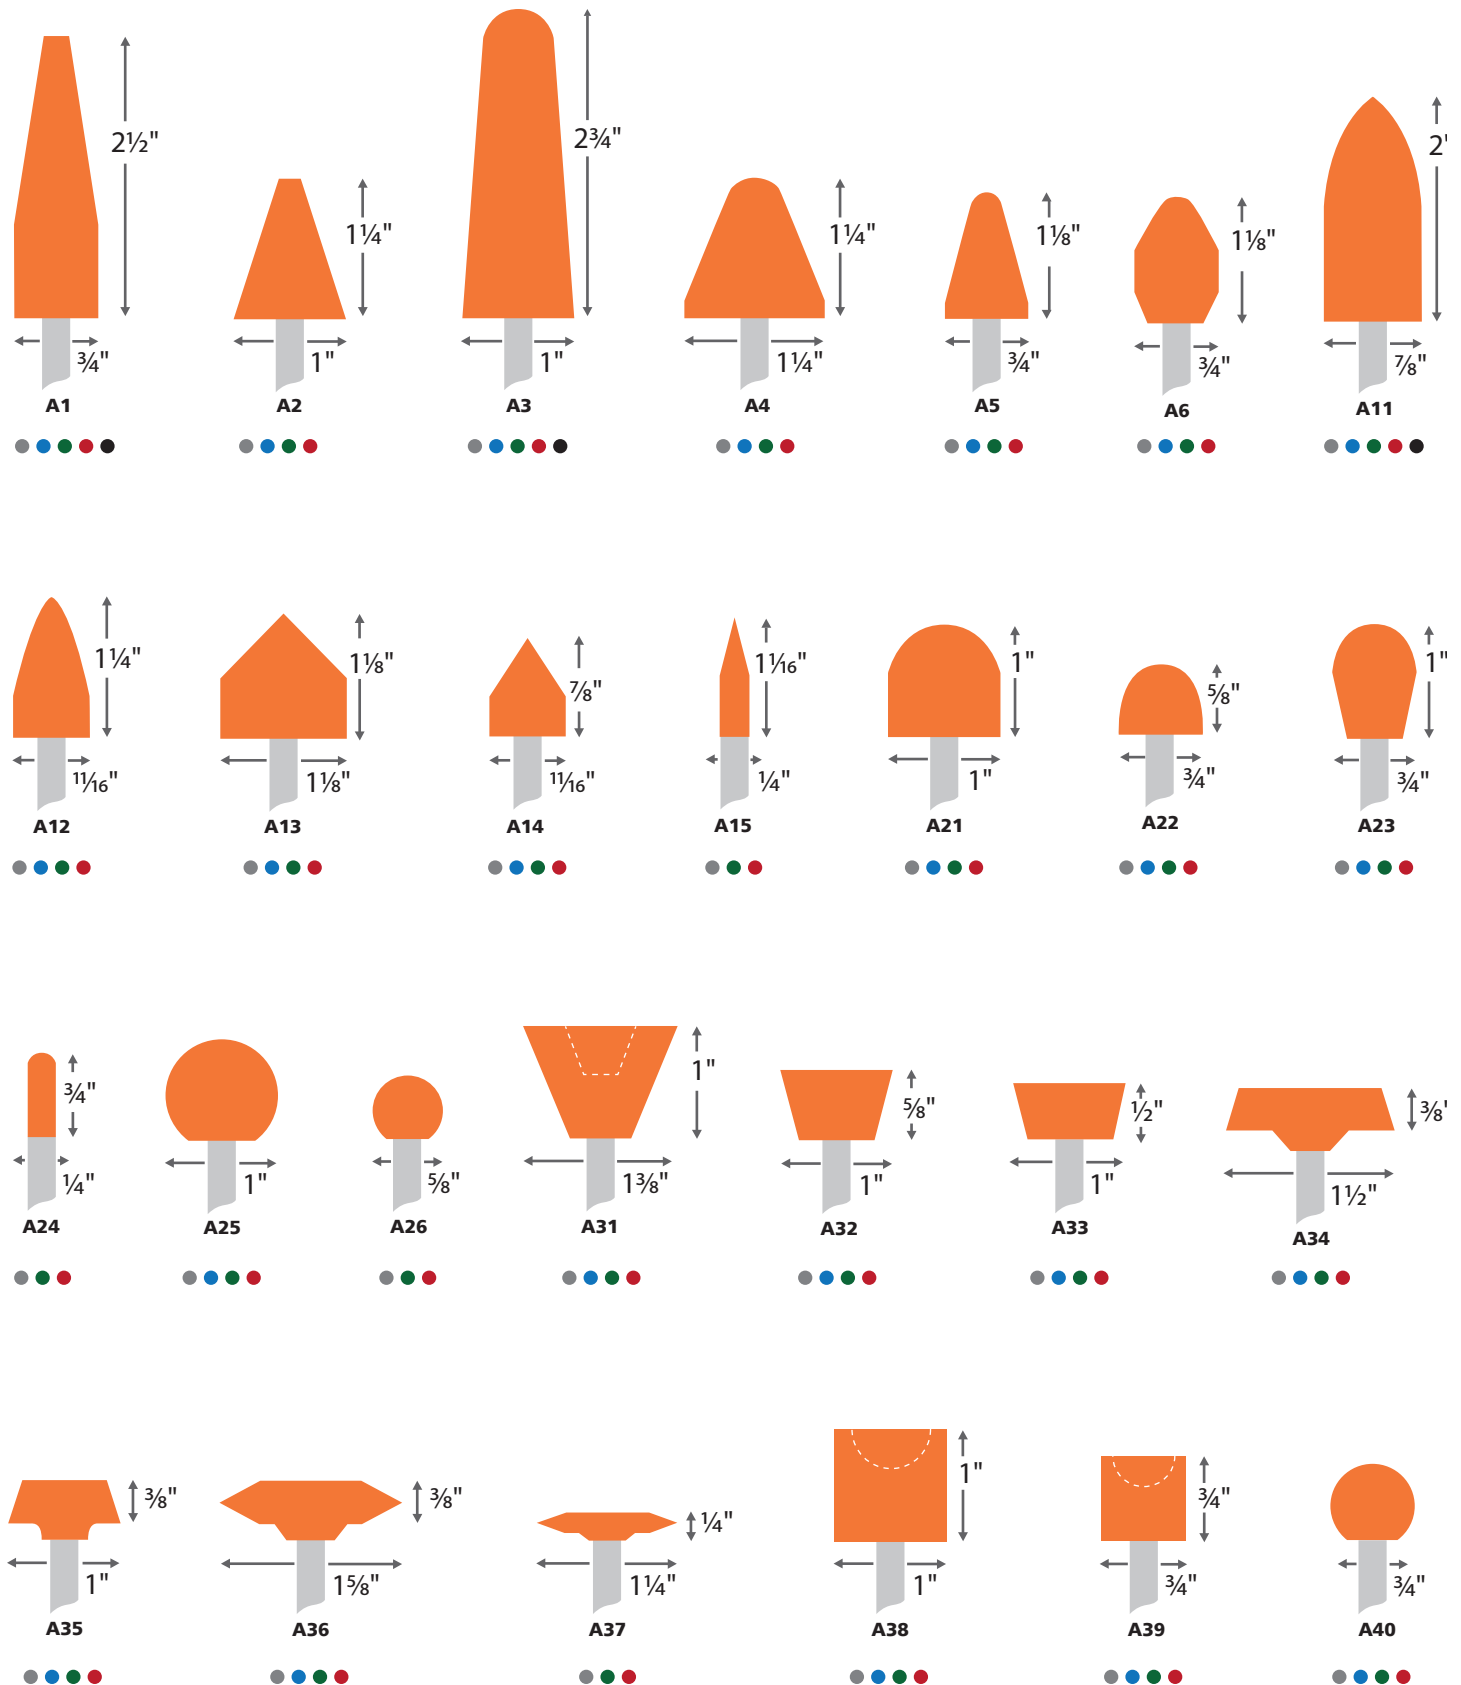 2½" 1¼" 2¾" 1¼" 1⅛" 1⅛" 2"
¾" 1" 1" 1¼" ¾" ¾" ⅞"
A1 A2 A3 A4 A5 A6 A11
1¼" 1⅛" ⅞" 1 1⁄16" 1" ⅝" 1"
11⁄16" 1⅛" 11⁄16" ¼" 1" ¾" ¾"
A12 A13 A14 A15 A21 A22 A23
¾" 1" ⅝" ½" ⅜"
¼" 1" ⅝" 1⅜" 1" 1" 1½"
A24 A25 A26 A31 A32 A33 A34
⅜" ⅜" ¼" 1" ¾"
1" 1⅝" 1¼" 1" ¾" ¾"
A35 A36 A37 A38 A39 A40